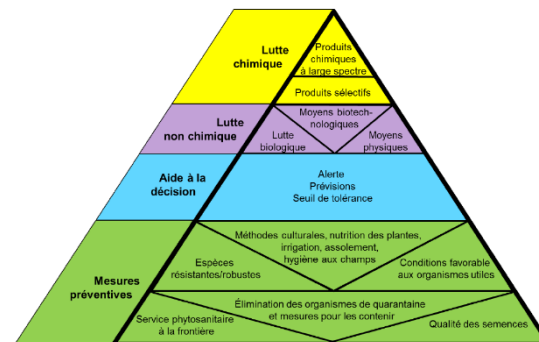 Lutte
chimique
Produits
chimiques
à large spectre
Produits sélectifs
Lutte
non chimique
Moyens biotech-
nologiques
Lutte
biologique
Moyens
physiques
Aide à la
décision
Alerte
Prévisions
Seuil de tolérance
Mesures
préventives
Méthodes culturales, nutrition des plantes,
irrigation, assolement,
hygiène aux champs
Espèces
résistantes/robustes
Conditions favorable
aux organismes utiles
Élimination des organismes de quarantaine
et mesures pour les contenir
Service phytosanitaire
à la frontière
Qualité des semences